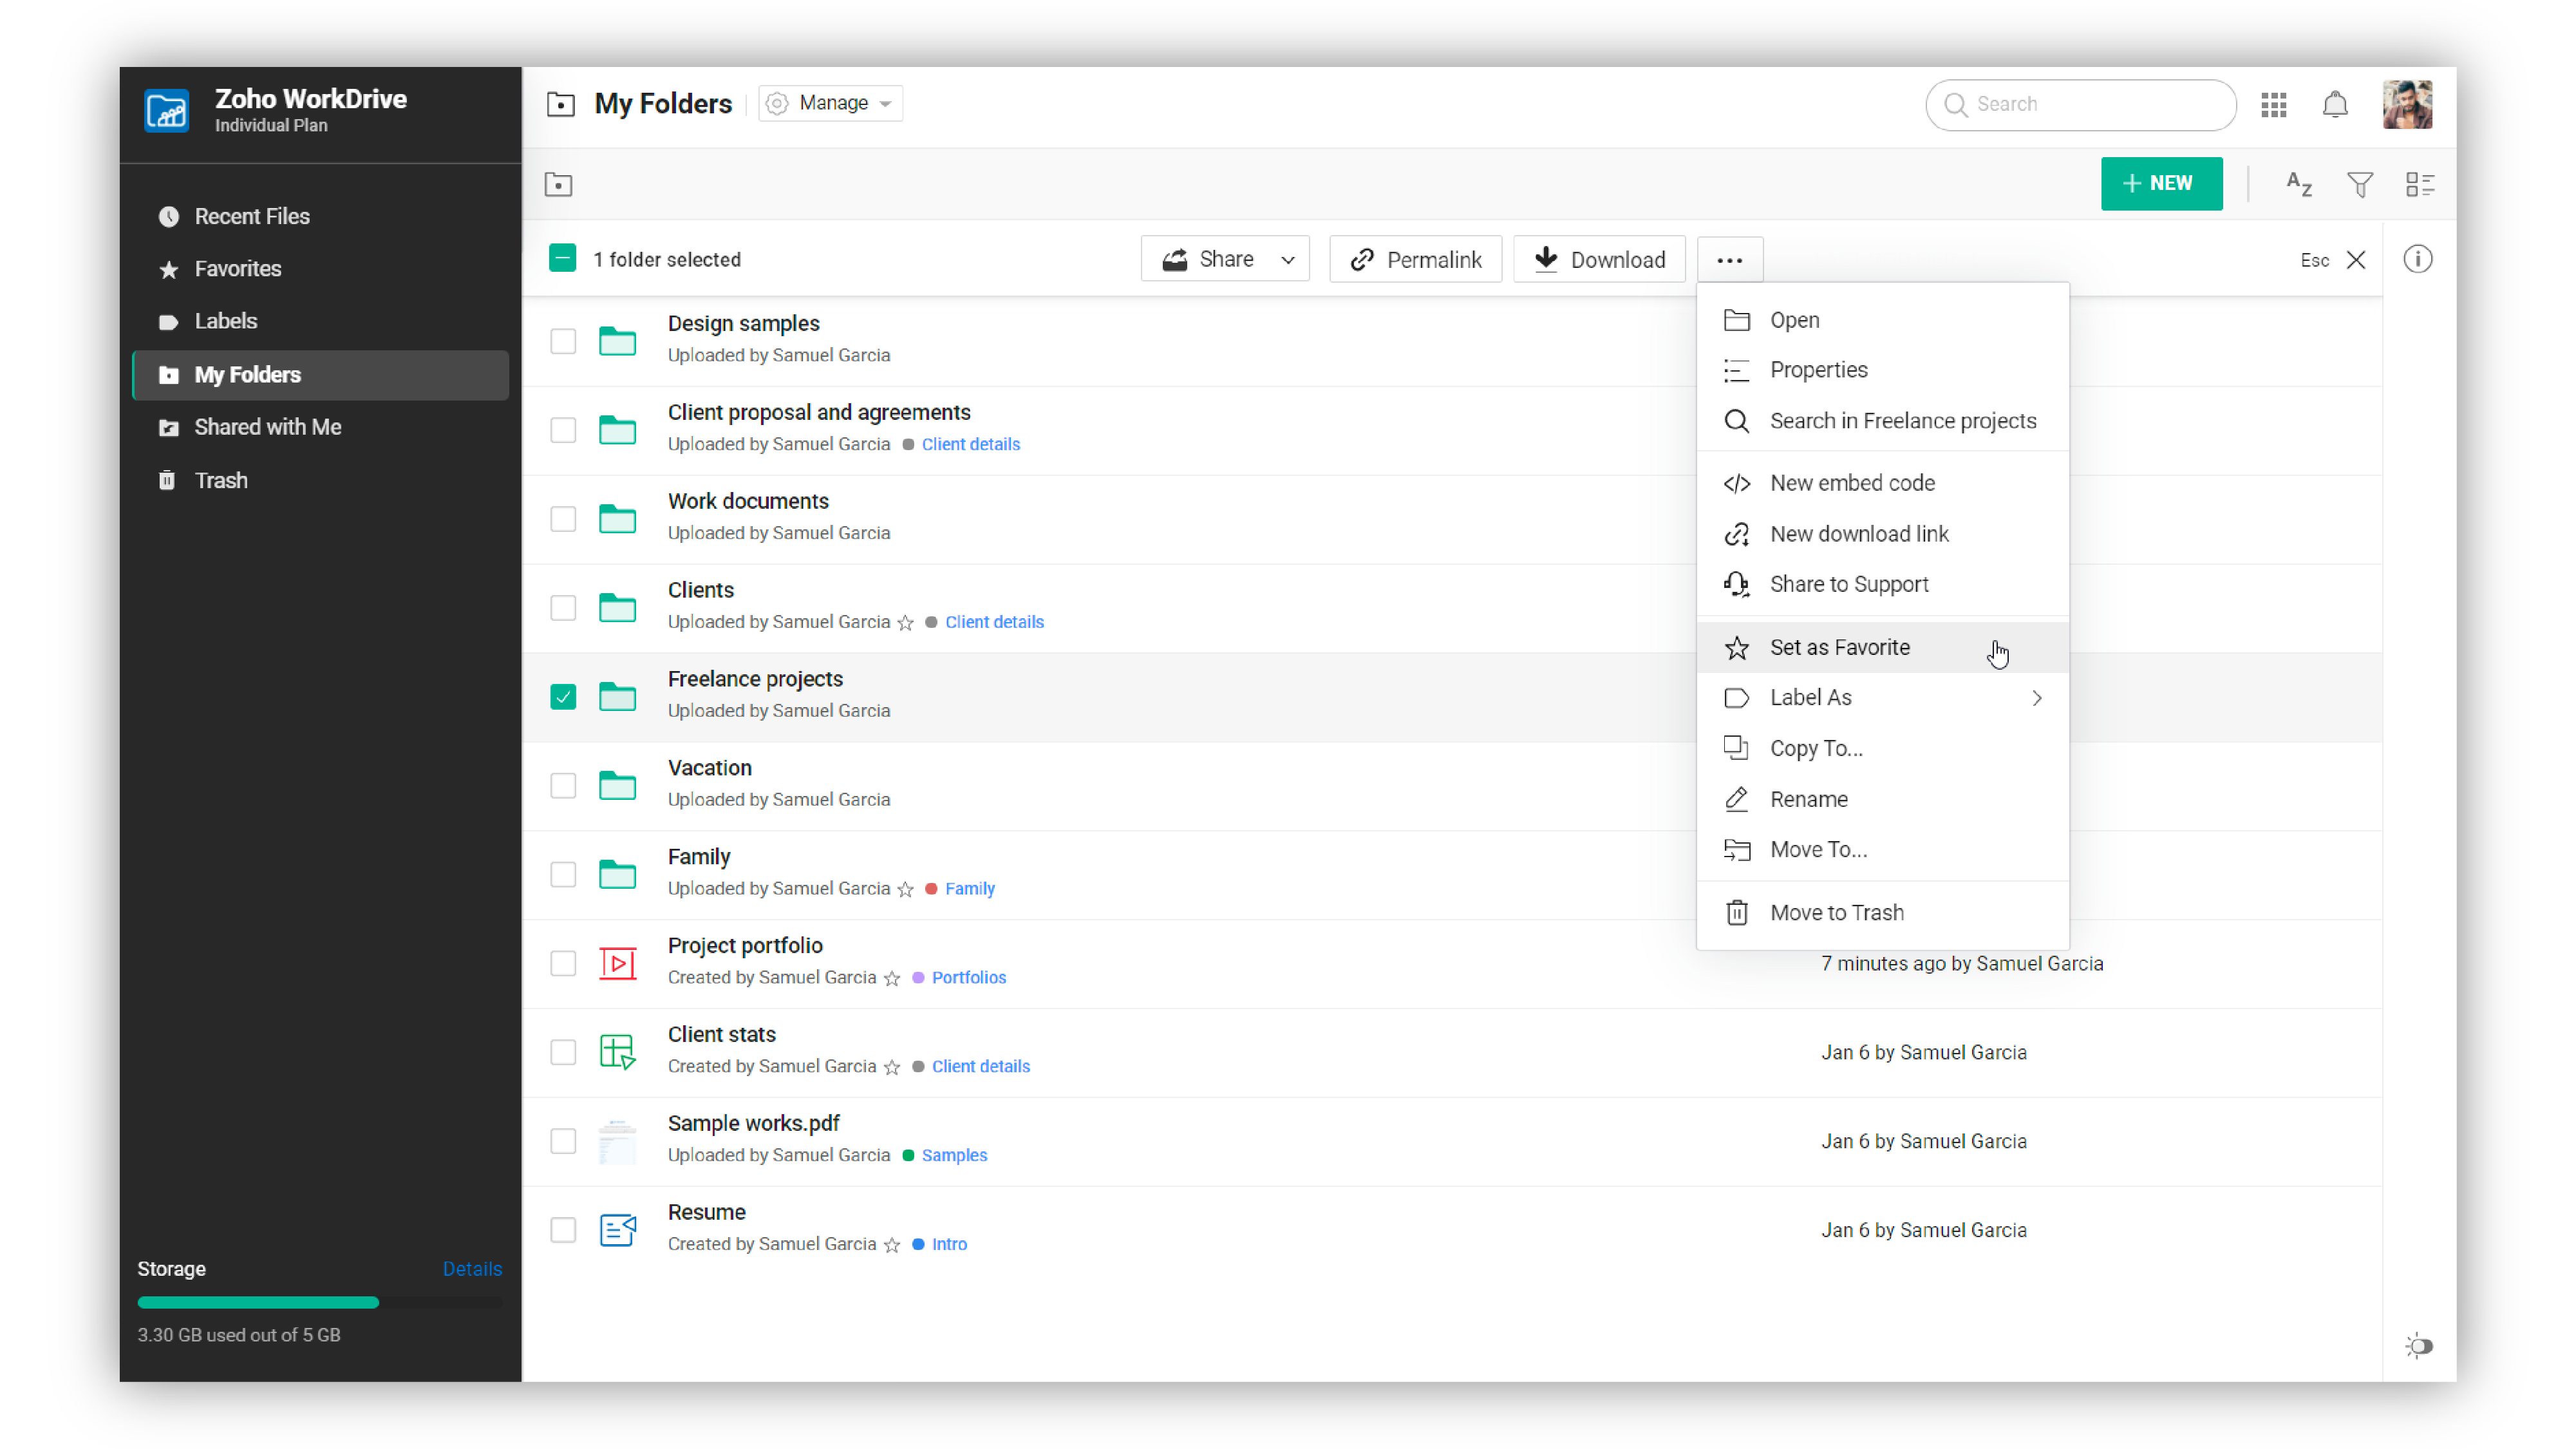 Zoho WorkDrive
Individual Plan
Recent Files
Favorites
Labels
My Folders
Shared with Me
Trash
Storage
Details
3.30 GB used out of 5 GB
My Folders
Manage
Search
NEW
AZ
1 folder selected
Share
Permalink
Download
Esc
Design samples
Uploaded by Samuel Garcia
Client proposal and agreements
Uploaded by Samuel Garcia Client details
Work documents
Uploaded by Samuel Garcia
Clients
Uploaded by Samuel Garcia Client details
Freelance projects
Uploaded by Samuel Garcia
Vacation
Uploaded by Samuel Garcia
Family
Uploaded by Samuel Garcia Family
Project portfolio
Created by Samuel Garcia Portfolios
7 minutes ago by Samuel Garcia
Client stats
Created by Samuel Garcia Client details
Jan 6 by Samuel Garcia
Sample works.pdf
Uploaded by Samuel Garcia Samples
Jan 6 by Samuel Garcia
Resume
Created by Samuel Garcia Intro
Jan 6 by Samuel Garcia
Open
Properties
Search in Freelance projects
New embed code
New download link
Share to Support
Set as Favorite
Label As
Copy To...
Rename
Move To...
Move to Trash